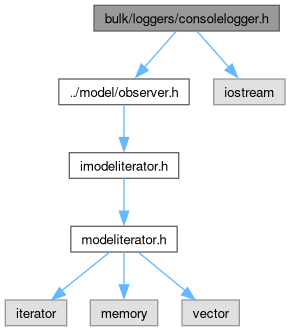 bulk/loggers/consolelogger.h
../model/observer.h
iostream
imodeliterator.h
modeliterator.h
iterator
memory
vector